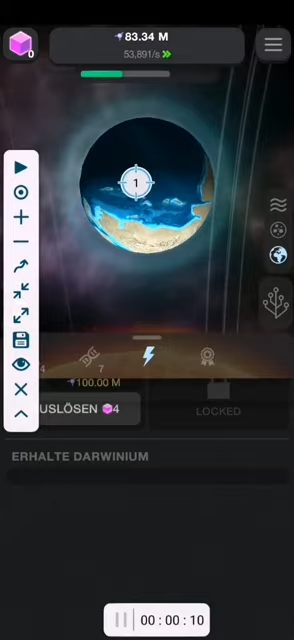 83.34 M
0
53,891/s
1
4
7
100.00 M
USLÖSEN 4
LOCKED
ERHALTE DARWINIUM
00 : 00 : 10